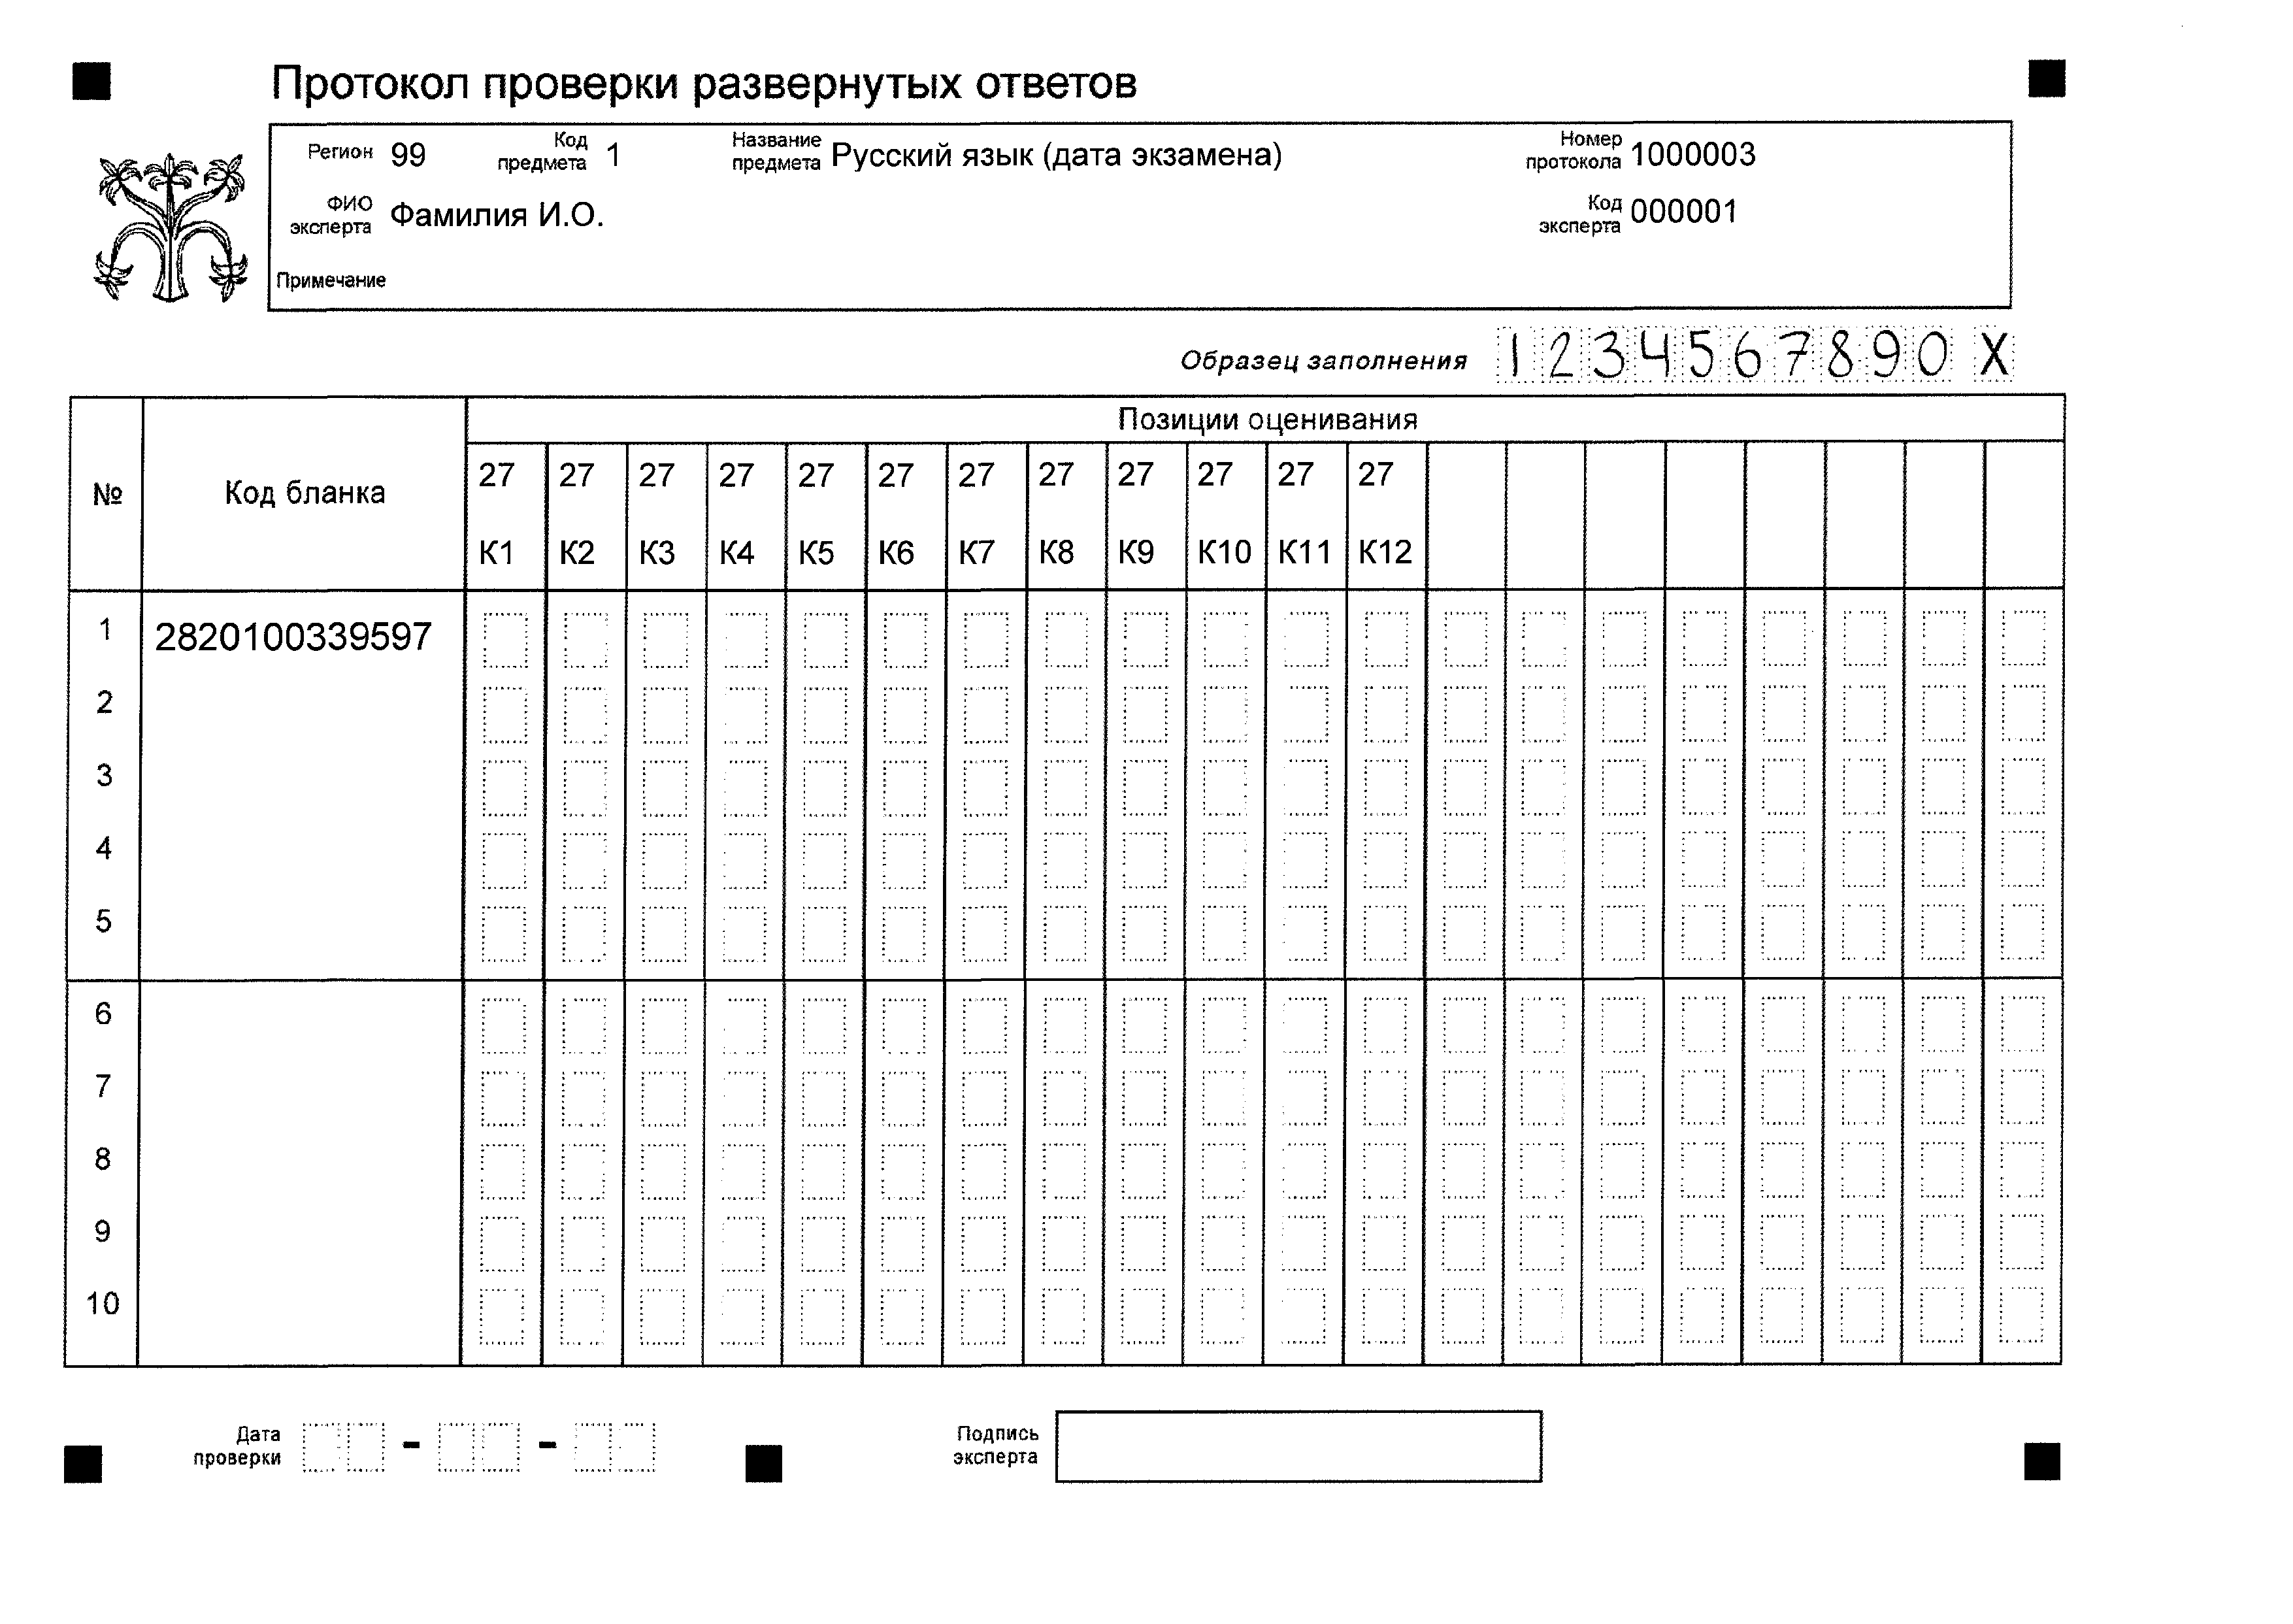 Протокол проверки развернутых ответов
Регион 99 Код предмета 1 Название предмета Русский язык (дата экзамена) Номер протокола 1000003
ФИО эксперта Фамилия И.О. Код эксперта 000001
Примечание
Образец заполнения 1 2 3 4 5 6 7 8 9 0 X
№ Код бланка Позиции оценивания
27 27 27 27 27 27 27 27 27 27 27 27
К1 К2 К3 К4 К5 К6 К7 К8 К9 К10 К11 К12
1 2820100339597
2
3
4
5
6
7
8
9
10
Дата проверки - - Подпись эксперта